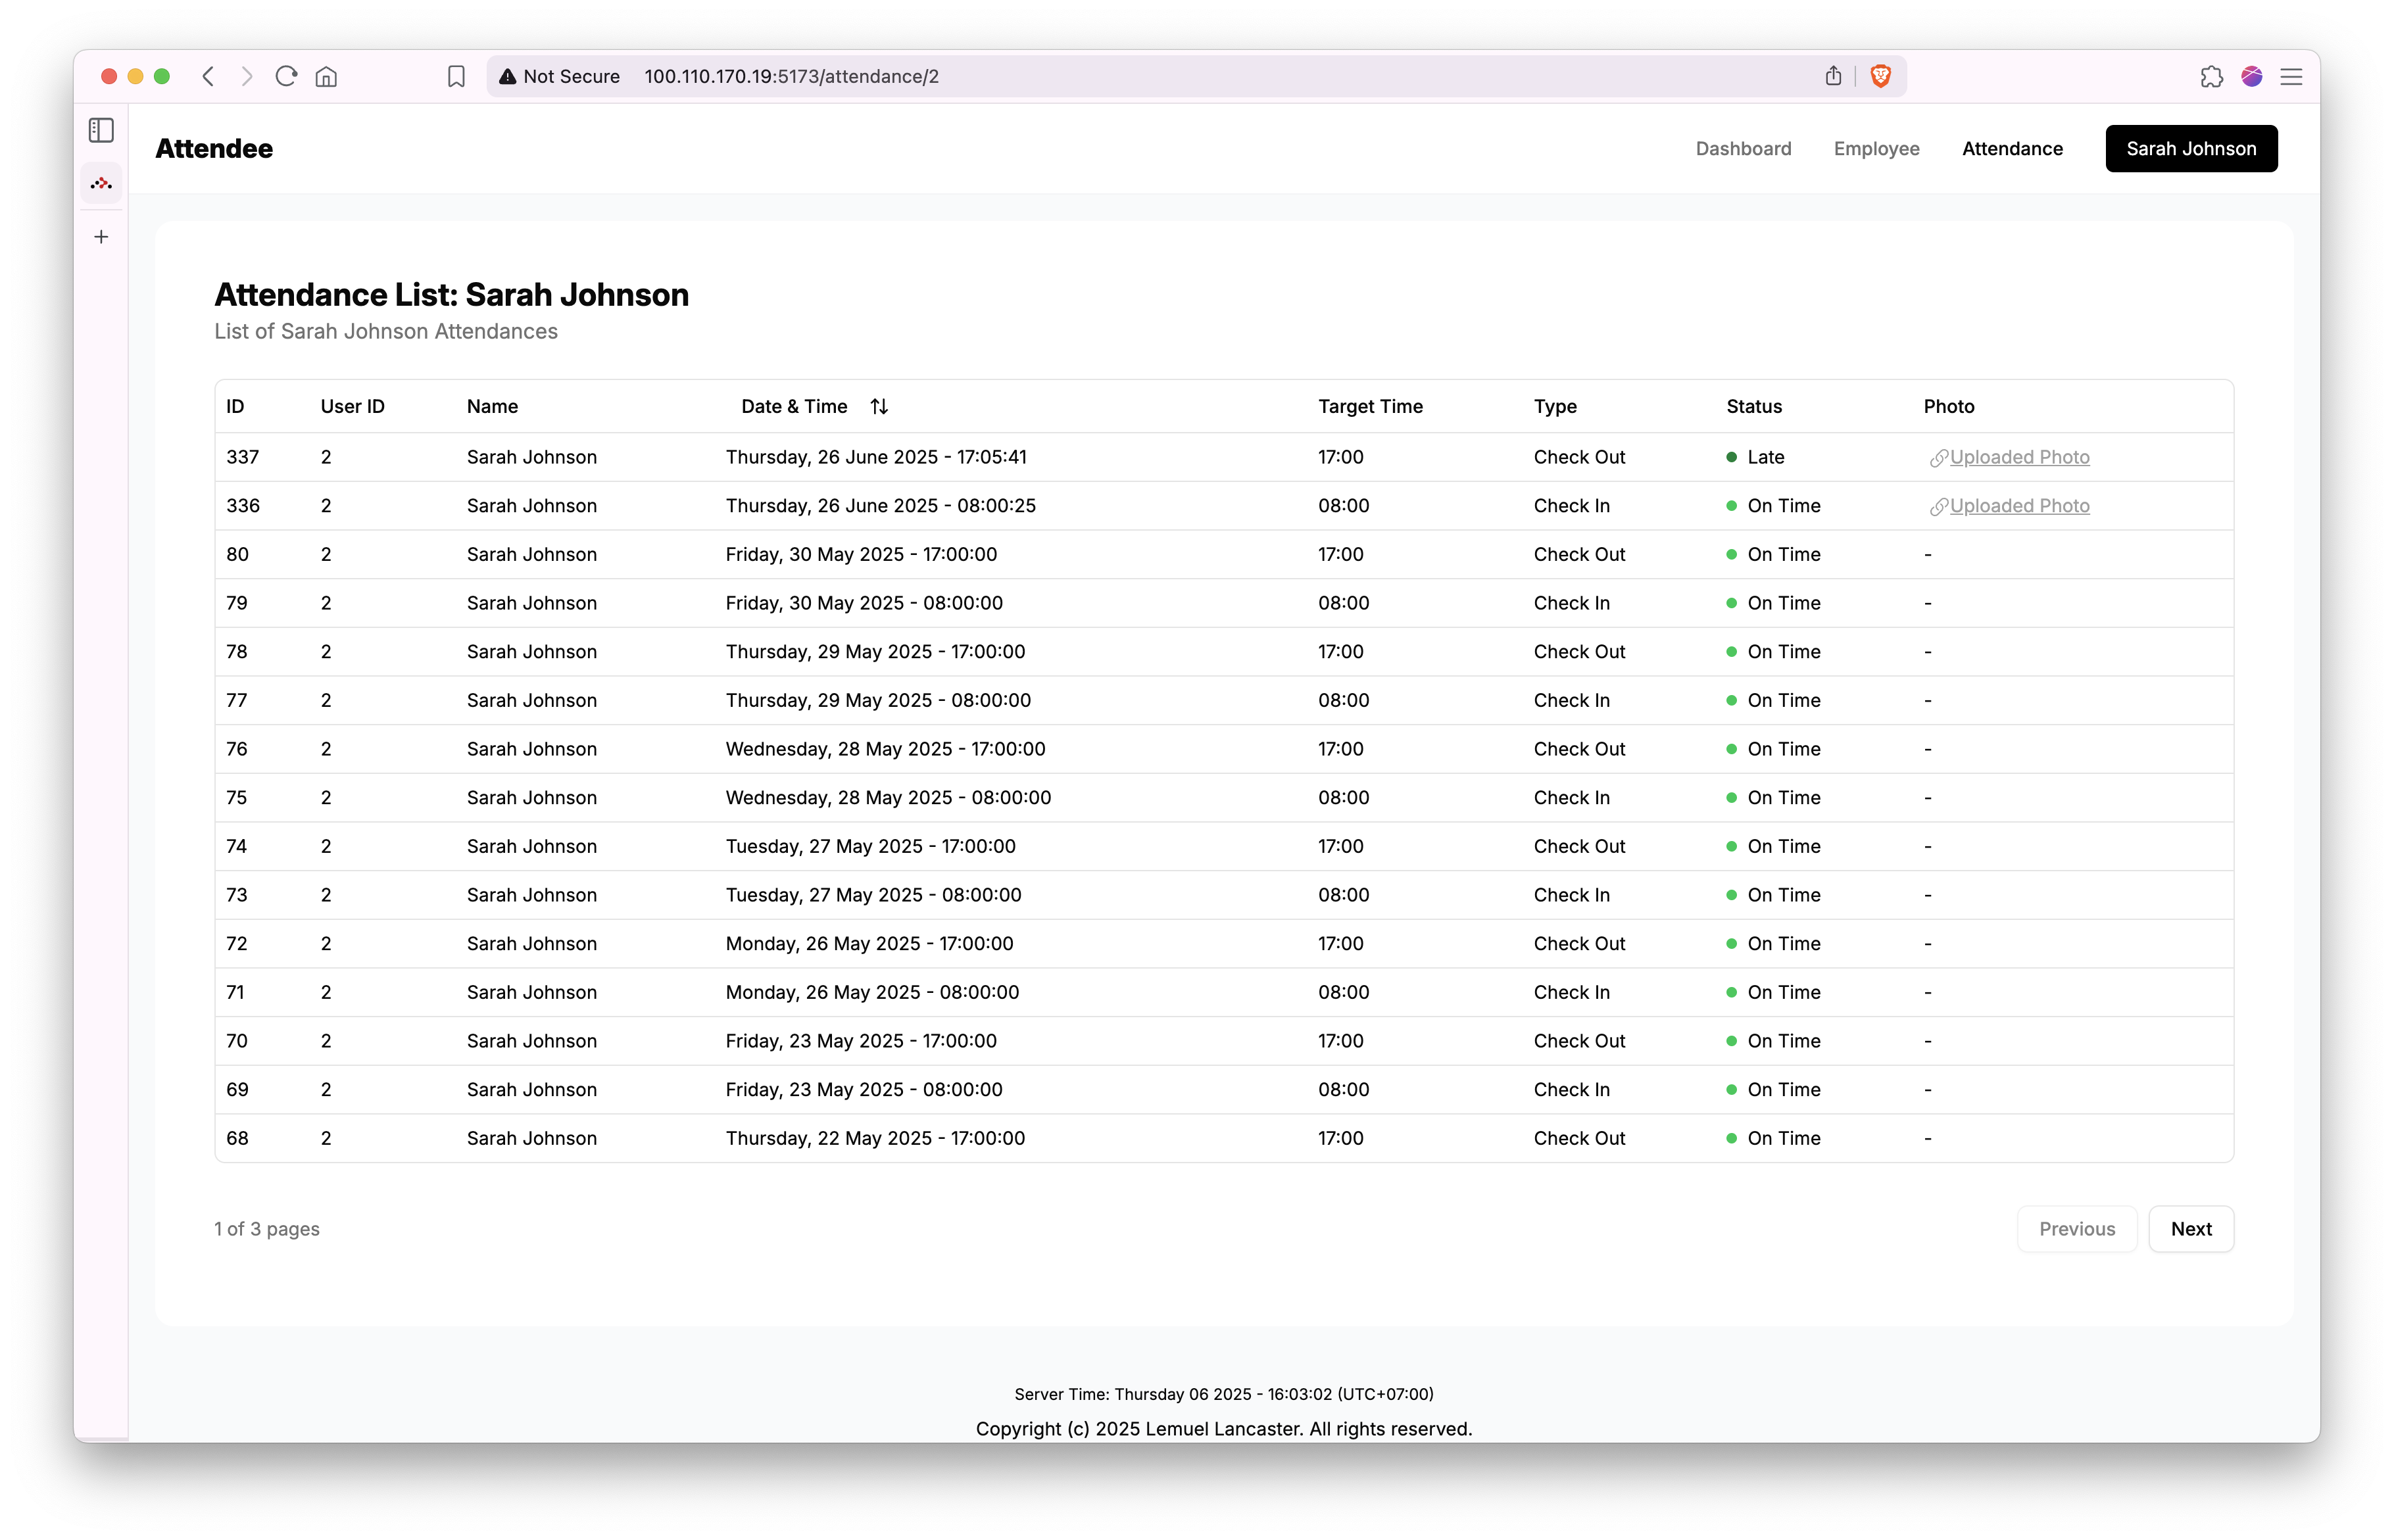 Not Secure 100.110.170.19:5173/attendance/2
Attendee
Dashboard Employee Attendance Sarah Johnson
Attendance List: Sarah Johnson
List of Sarah Johnson Attendances
ID User ID Name Date & Time Target Time Type Status Photo
337 2 Sarah Johnson Thursday, 26 June 2025 - 17:05:41 17:00 Check Out Late Uploaded Photo
336 2 Sarah Johnson Thursday, 26 June 2025 - 08:00:25 08:00 Check In On Time Uploaded Photo
80 2 Sarah Johnson Friday, 30 May 2025 - 17:00:00 17:00 Check Out On Time -
79 2 Sarah Johnson Friday, 30 May 2025 - 08:00:00 08:00 Check In On Time -
78 2 Sarah Johnson Thursday, 29 May 2025 - 17:00:00 17:00 Check Out On Time -
77 2 Sarah Johnson Thursday, 29 May 2025 - 08:00:00 08:00 Check In On Time -
76 2 Sarah Johnson Wednesday, 28 May 2025 - 17:00:00 17:00 Check Out On Time -
75 2 Sarah Johnson Wednesday, 28 May 2025 - 08:00:00 08:00 Check In On Time -
74 2 Sarah Johnson Tuesday, 27 May 2025 - 17:00:00 17:00 Check Out On Time -
73 2 Sarah Johnson Tuesday, 27 May 2025 - 08:00:00 08:00 Check In On Time -
72 2 Sarah Johnson Monday, 26 May 2025 - 17:00:00 17:00 Check Out On Time -
71 2 Sarah Johnson Monday, 26 May 2025 - 08:00:00 08:00 Check In On Time -
70 2 Sarah Johnson Friday, 23 May 2025 - 17:00:00 17:00 Check Out On Time -
69 2 Sarah Johnson Friday, 23 May 2025 - 08:00:00 08:00 Check In On Time -
68 2 Sarah Johnson Thursday, 22 May 2025 - 17:00:00 17:00 Check Out On Time -
1 of 3 pages Previous Next
Server Time: Thursday 06 2025 - 16:03:02 (UTC+07:00)
Copyright (c) 2025 Lemuel Lancaster. All rights reserved.